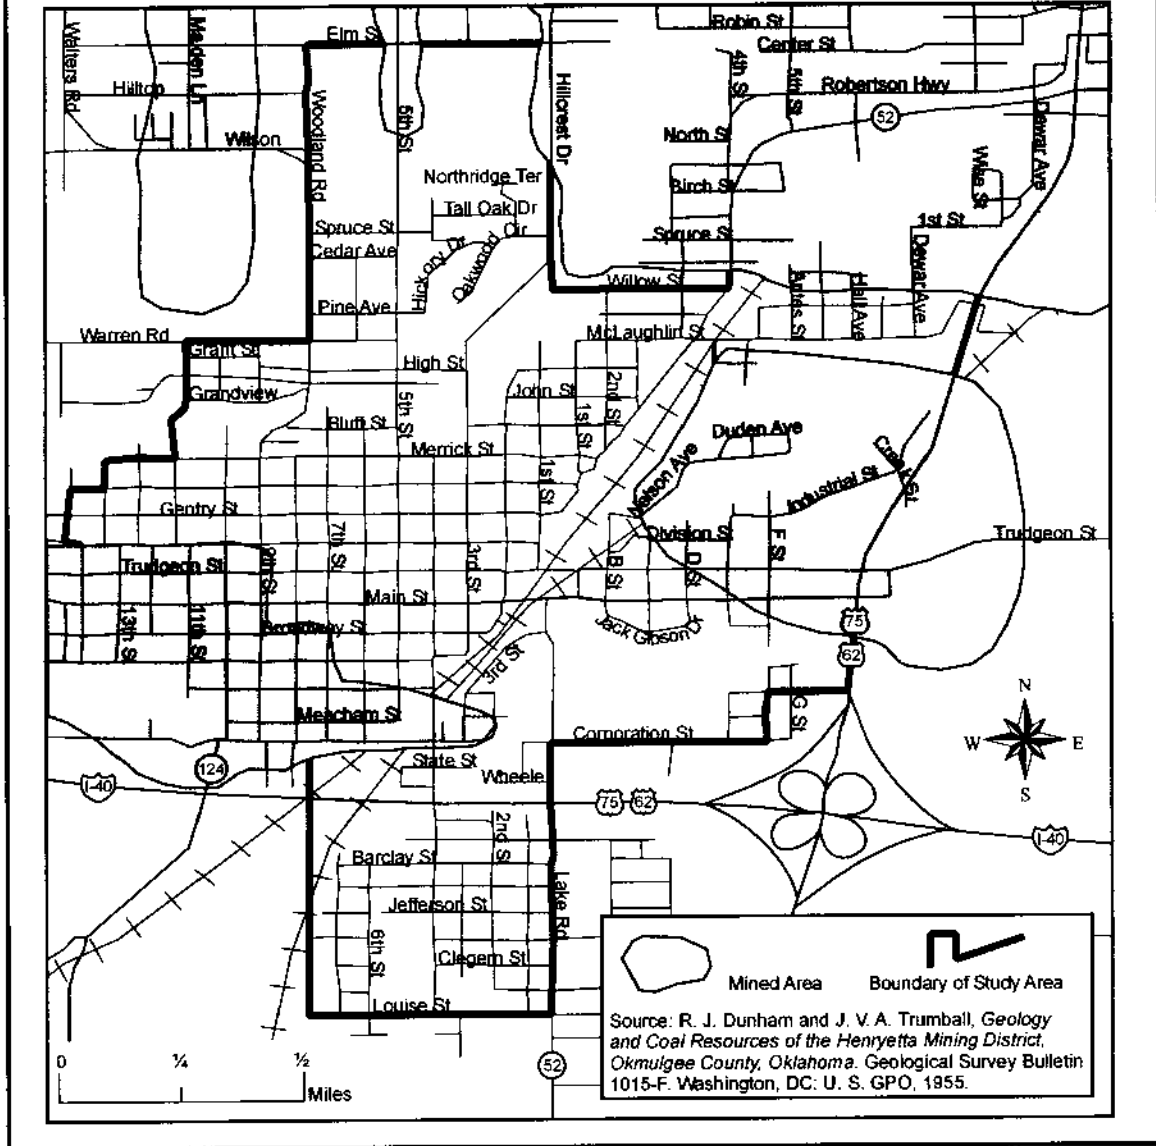 Robin St
Elm S
Center St
Walters Rd
Maiden Ln
Hilltop
Woodland Rd
5th St
Hillcrest Dr
4th St
5th St
Robertson Hwy
52
Dewar Ave
Wilson
North St
Northridge Ter
Birch St
Wise St
Tall Oak Dr
Spruce St
Cir
Spruce St
1st St
Cedar Ave
Hickory Dr
Oakwood
Willow S
Antes St
Hall Ave
Dewar Ave
Pine Ave
Warren Rd
McLaughlin St
Grant St
High St
Grandview
John St
2nd St
1st St
Bluff St
5th St
Duden Ave
Merrick St
Creek St
Nelson Ave
1st St
Industrial St
Gentry St
7th St
Division St
F St
Trudgeon St
Trudgeon St
9th St
3rd St
B St
D St
Main St
13th St
11th St
Broadway St
Jack Gibson Dr
75
62
3rd St
N
W
E
S
Meacham St
G St
Corporation St
124
State St
Wheele
I-40
75
62
I-40
2nd St
Barclay St
Lake Rd
Jefferson St
6th St
Clegern St
Louise St
52
Mined Area
Boundary of Study Area
Source: R. J. Dunham and J. V. A. Trumball, Geology
and Coal Resources of the Henryetta Mining District,
Okmulgee County, Oklahoma. Geological Survey Bulletin
1015-F. Washington, DC: U. S. GPO, 1955.
0
¼
½
Miles